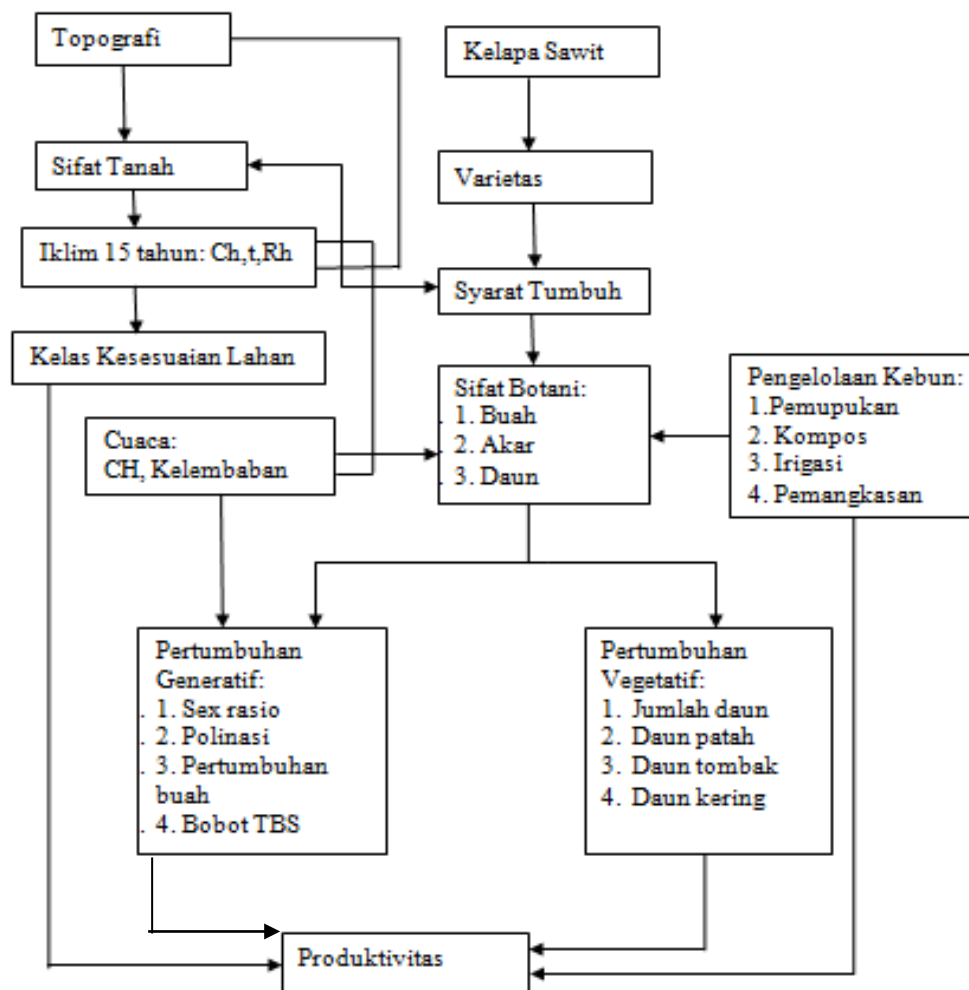 Topografi
Kelapa Sawit
Sifat Tanah
Varietas
Iklim 15 tahun: Ch,t,Rh
Syarat Tumbuh
Kelas Kesesuaian Lahan
Sifat Botani:
. 1. Buah
. 2. Akar
. 3. Daun
Pengelolaan Kebun:
1.Pemupukan
2. Kompos
3. Irigasi
4. Pemangkasan
Cuaca:
CH, Kelembaban
Pertumbuhan
Generatif:
. 1. Sex rasio
. 2. Polinasi
. 3. Pertumbuhan
buah
. 4. Bobot TBS
Pertumbuhan
Vegetatif:
1. Jumlah daun
2. Daun patah
3. Daun tombak
4. Daun kering
Produktivitas